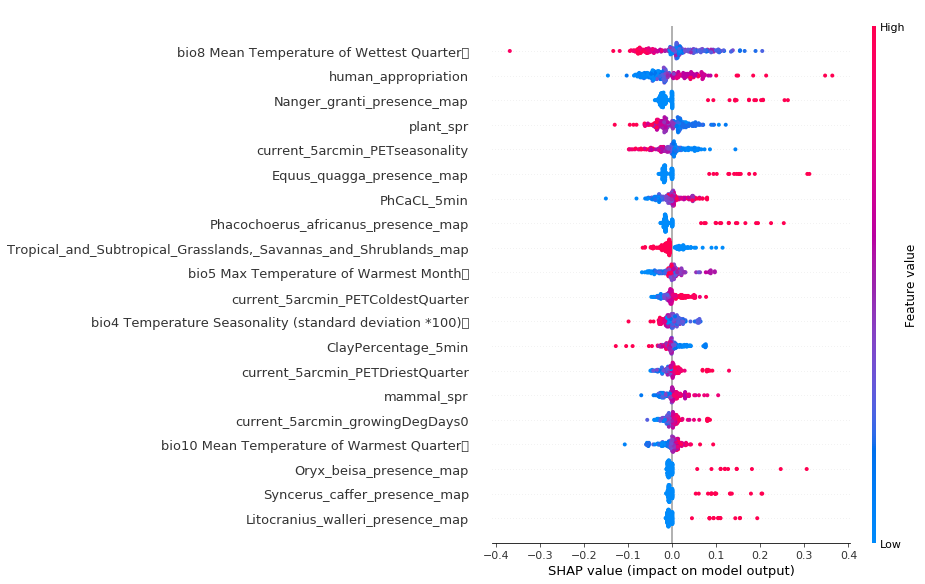 High
bio8 Mean Temperature of Wettest Quarter
human_appropriation
Nanger_granti_presence_map
plant_spr
current_5arcmin_PETseasonality
Equus_quagga_presence_map
PhCaCL_5min
Phacochoerus_africanus_presence_map
Tropical_and_Subtropical_Grasslands,_Savannas_and_Shrublands_map
bio5 Max Temperature of Warmest Month
current_5arcmin_PETColdestQuarter
bio4 Temperature Seasonality (standard deviation *100)
ClayPercentage_5min
current_5arcmin_PETDriestQuarter
mammal_spr
current_5arcmin_growingDegDays0
bio10 Mean Temperature of Warmest Quarter
Oryx_beisa_presence_map
Syncerus_caffer_presence_map
Litocranius_walleri_presence_map
Feature value
Low
−0.4 −0.3 −0.2 −0.1 0.0 0.1 0.2 0.3 0.4
SHAP value (impact on model output)